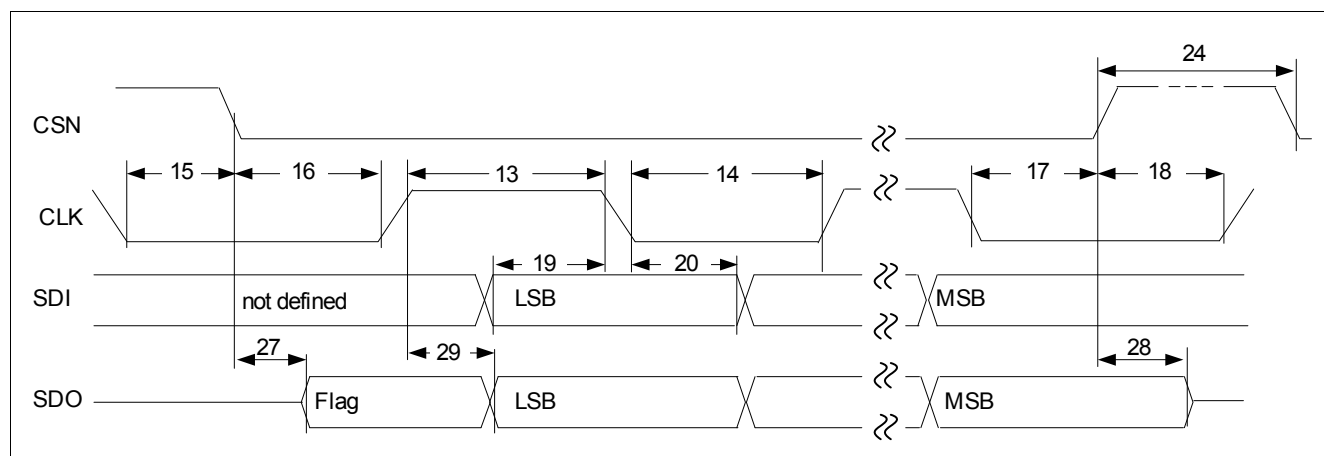 24
CSN
15 16 13 14 17 18
CLK
19 20
SDI not defined LSB MSB
27 29 28
SDO Flag LSB MSB